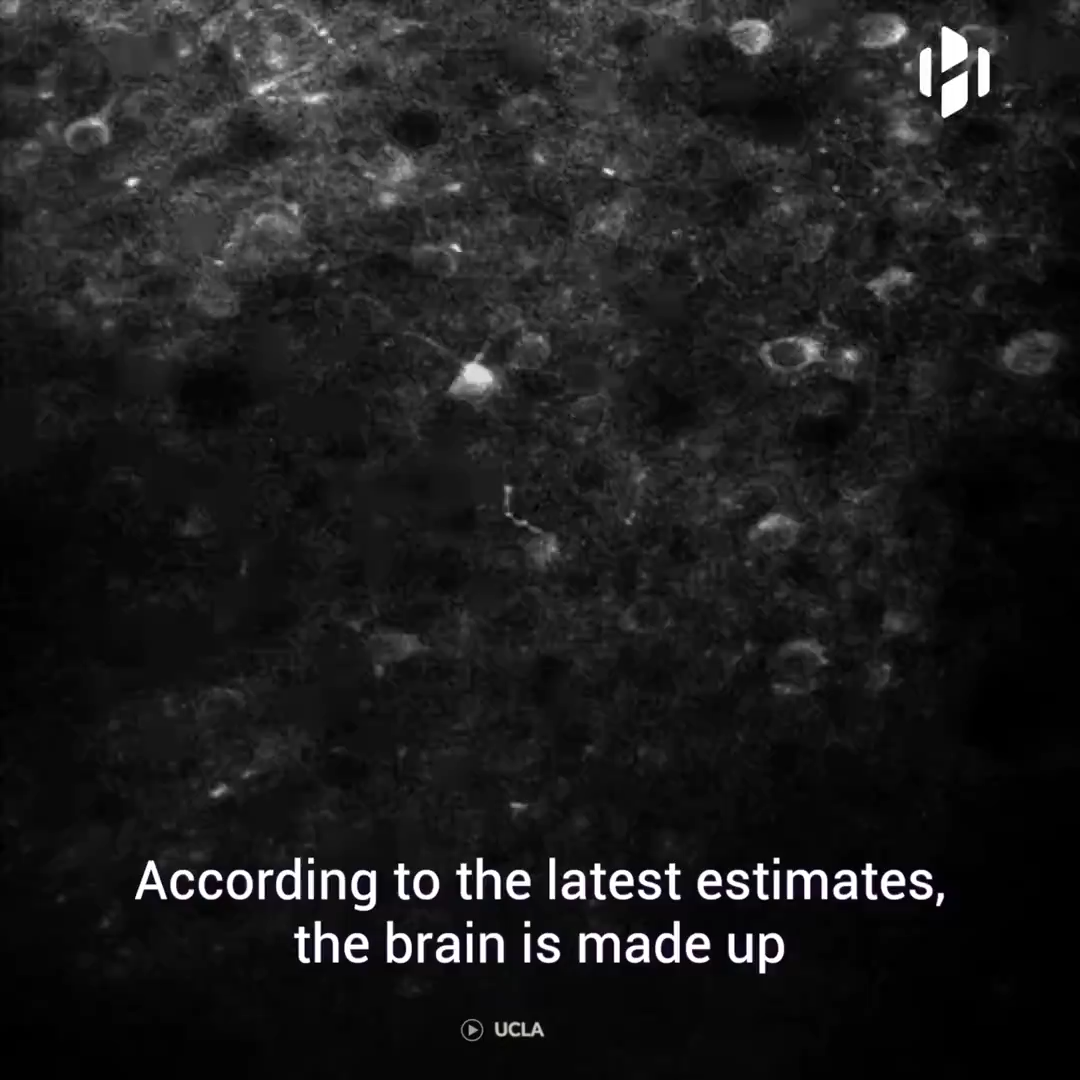 According to the latest estimates,
the brain is made up
UCLA